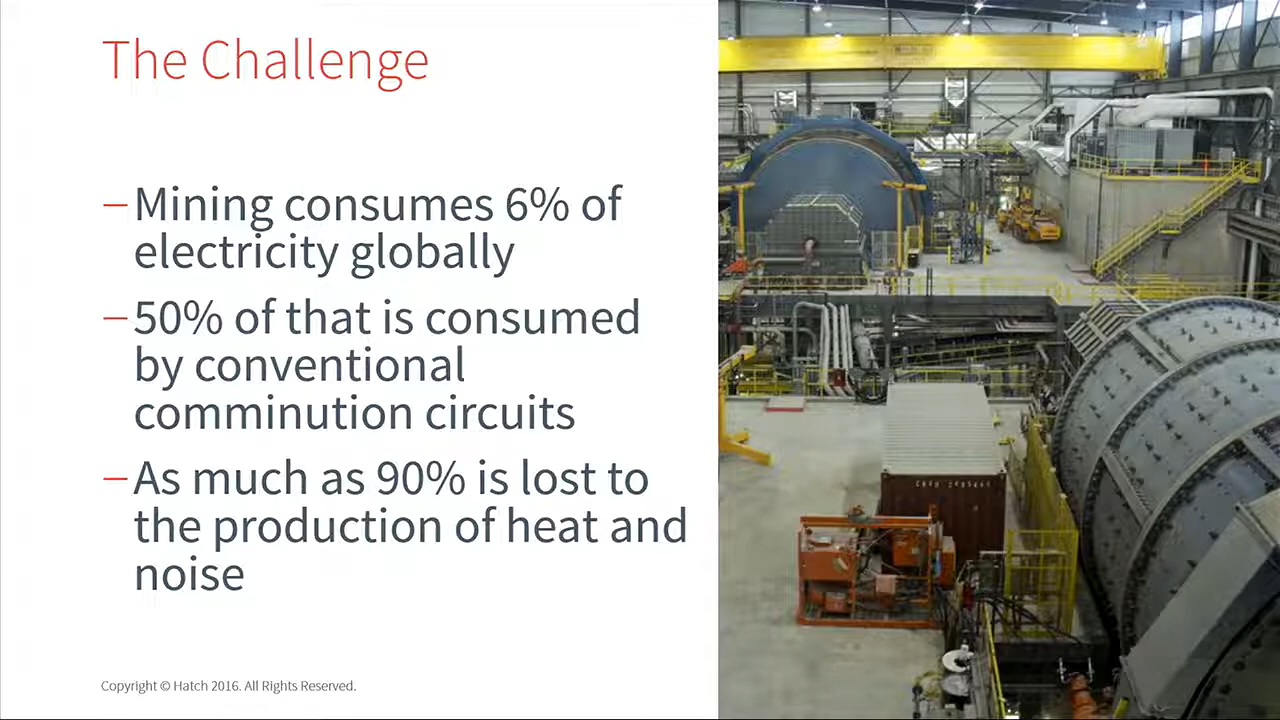 The Challenge
– Mining consumes 6% of
electricity globally
– 50% of that is consumed
by conventional
comminution circuits
– As much as 90% is lost to
the production of heat and
noise
Copyright © Hatch 2016. All Rights Reserved.